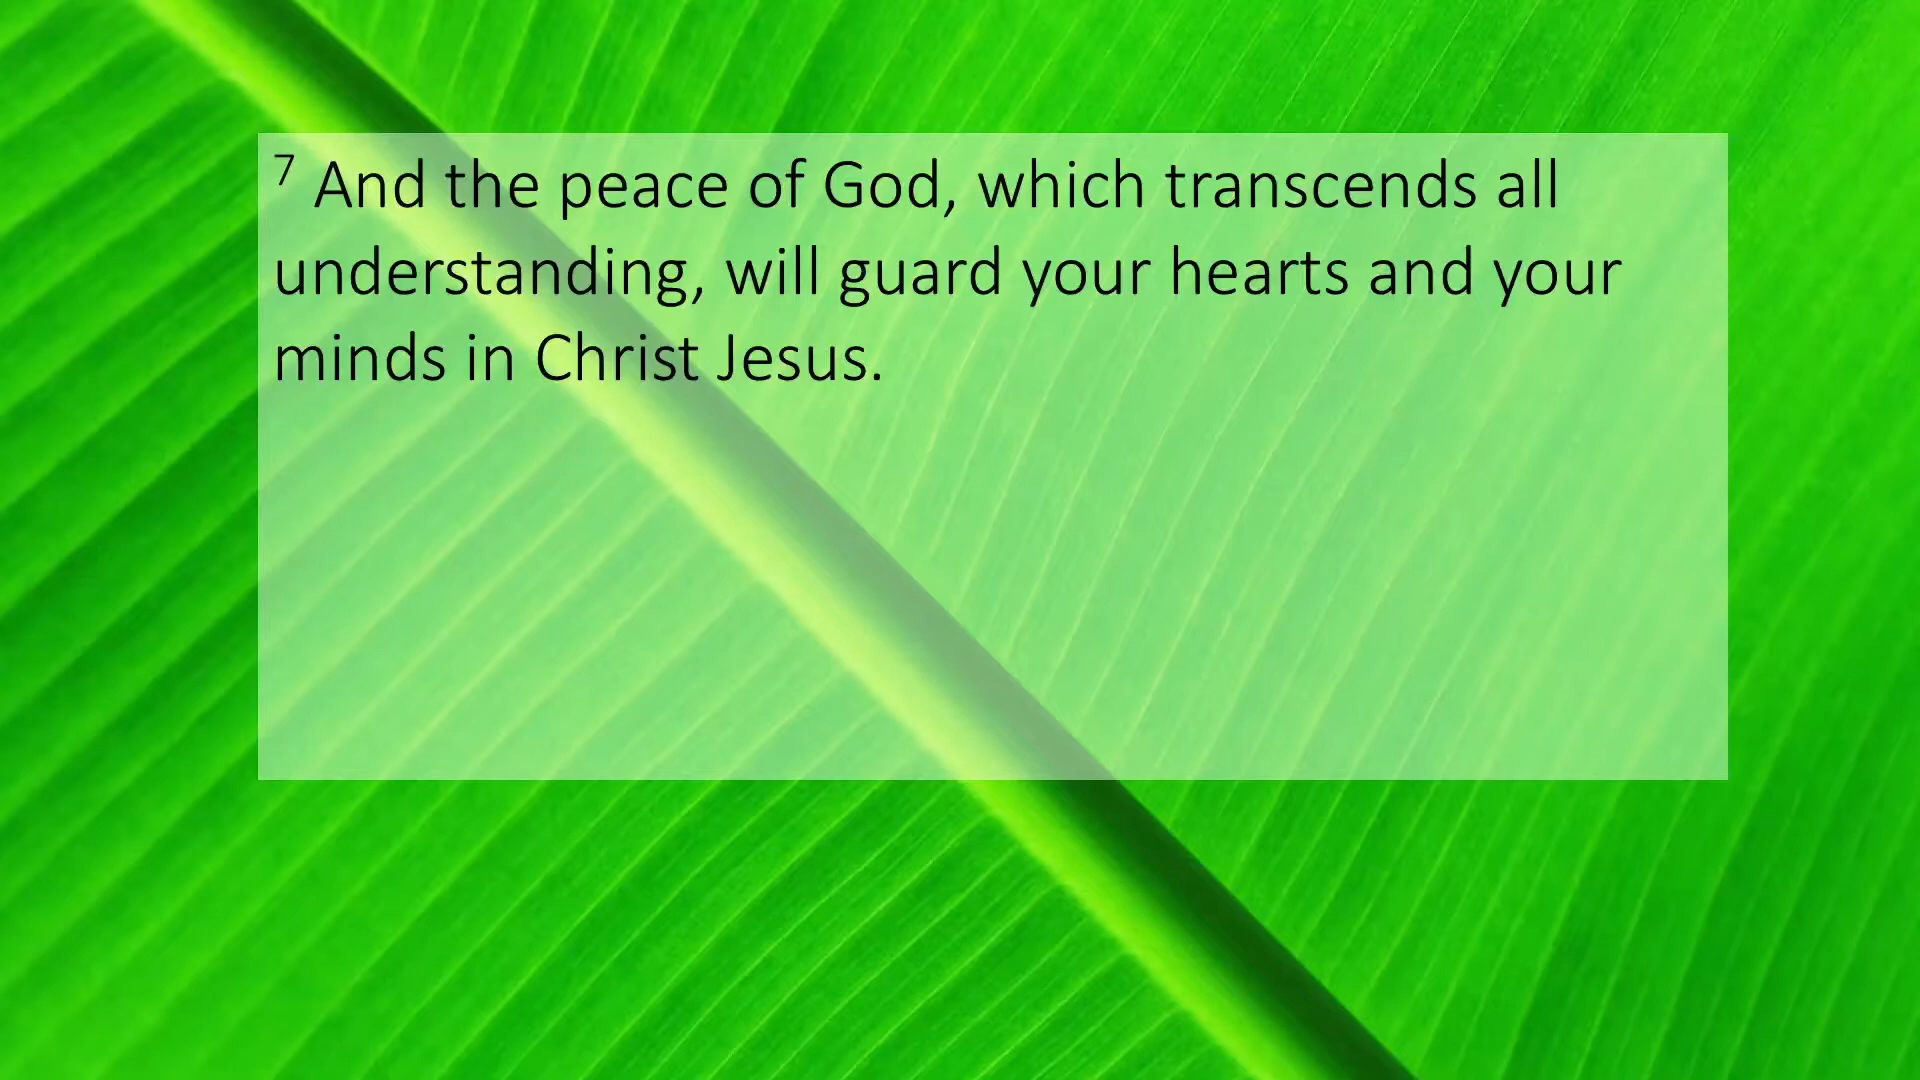 7 And the peace of God, which transcends all
understanding, will guard your hearts and your
minds in Christ Jesus.